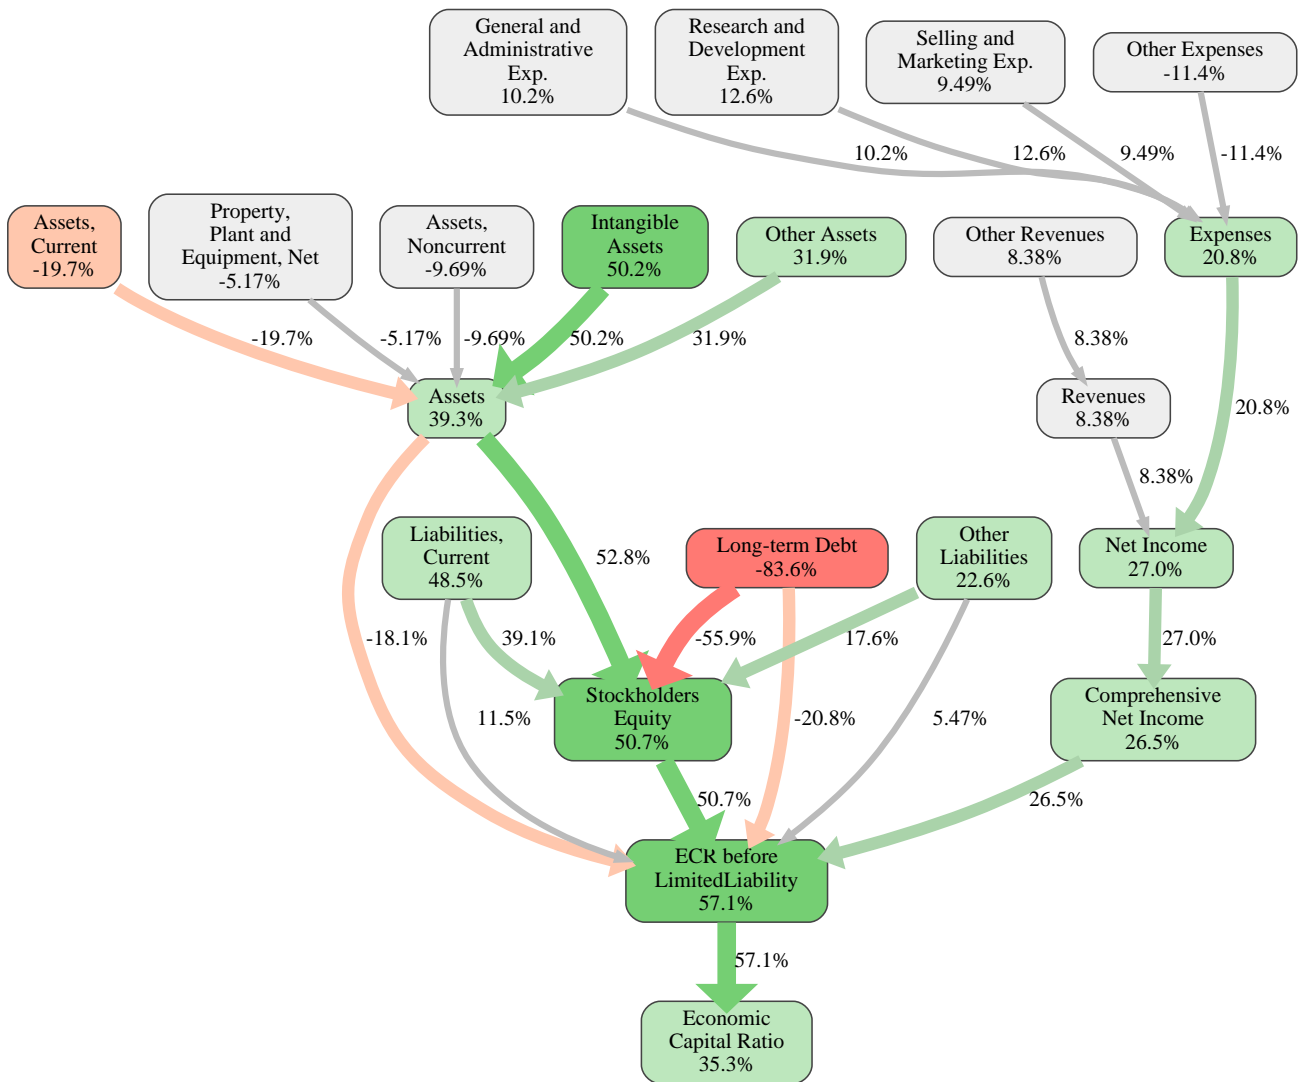 General and
Administrative
Exp.
10.2%
Research and
Development
Exp.
12.6%
Selling and
Marketing Exp.
9.49%
Other Expenses
-11.4%
10.2%
12.6%
9.49%
-11.4%
Assets,
Current
-19.7%
Property,
Plant and
Equipment, Net
-5.17%
Assets,
Noncurrent
-9.69%
Intangible
Assets
50.2%
Other Assets
31.9%
Other Revenues
8.38%
Expenses
20.8%
-19.7%
-5.17%
-9.69%
50.2%
31.9%
8.38%
Assets
39.3%
Revenues
8.38%
20.8%
8.38%
Liabilities,
Current
48.5%
52.8%
Long-term Debt
-83.6%
Other
Liabilities
22.6%
Net Income
27.0%
-18.1%
39.1%
-55.9%
17.6%
27.0%
Stockholders
Equity
50.7%
Comprehensive
Net Income
26.5%
11.5%
-20.8%
5.47%
50.7%
26.5%
ECR before
LimitedLiability
57.1%
57.1%
Economic
Capital Ratio
35.3%